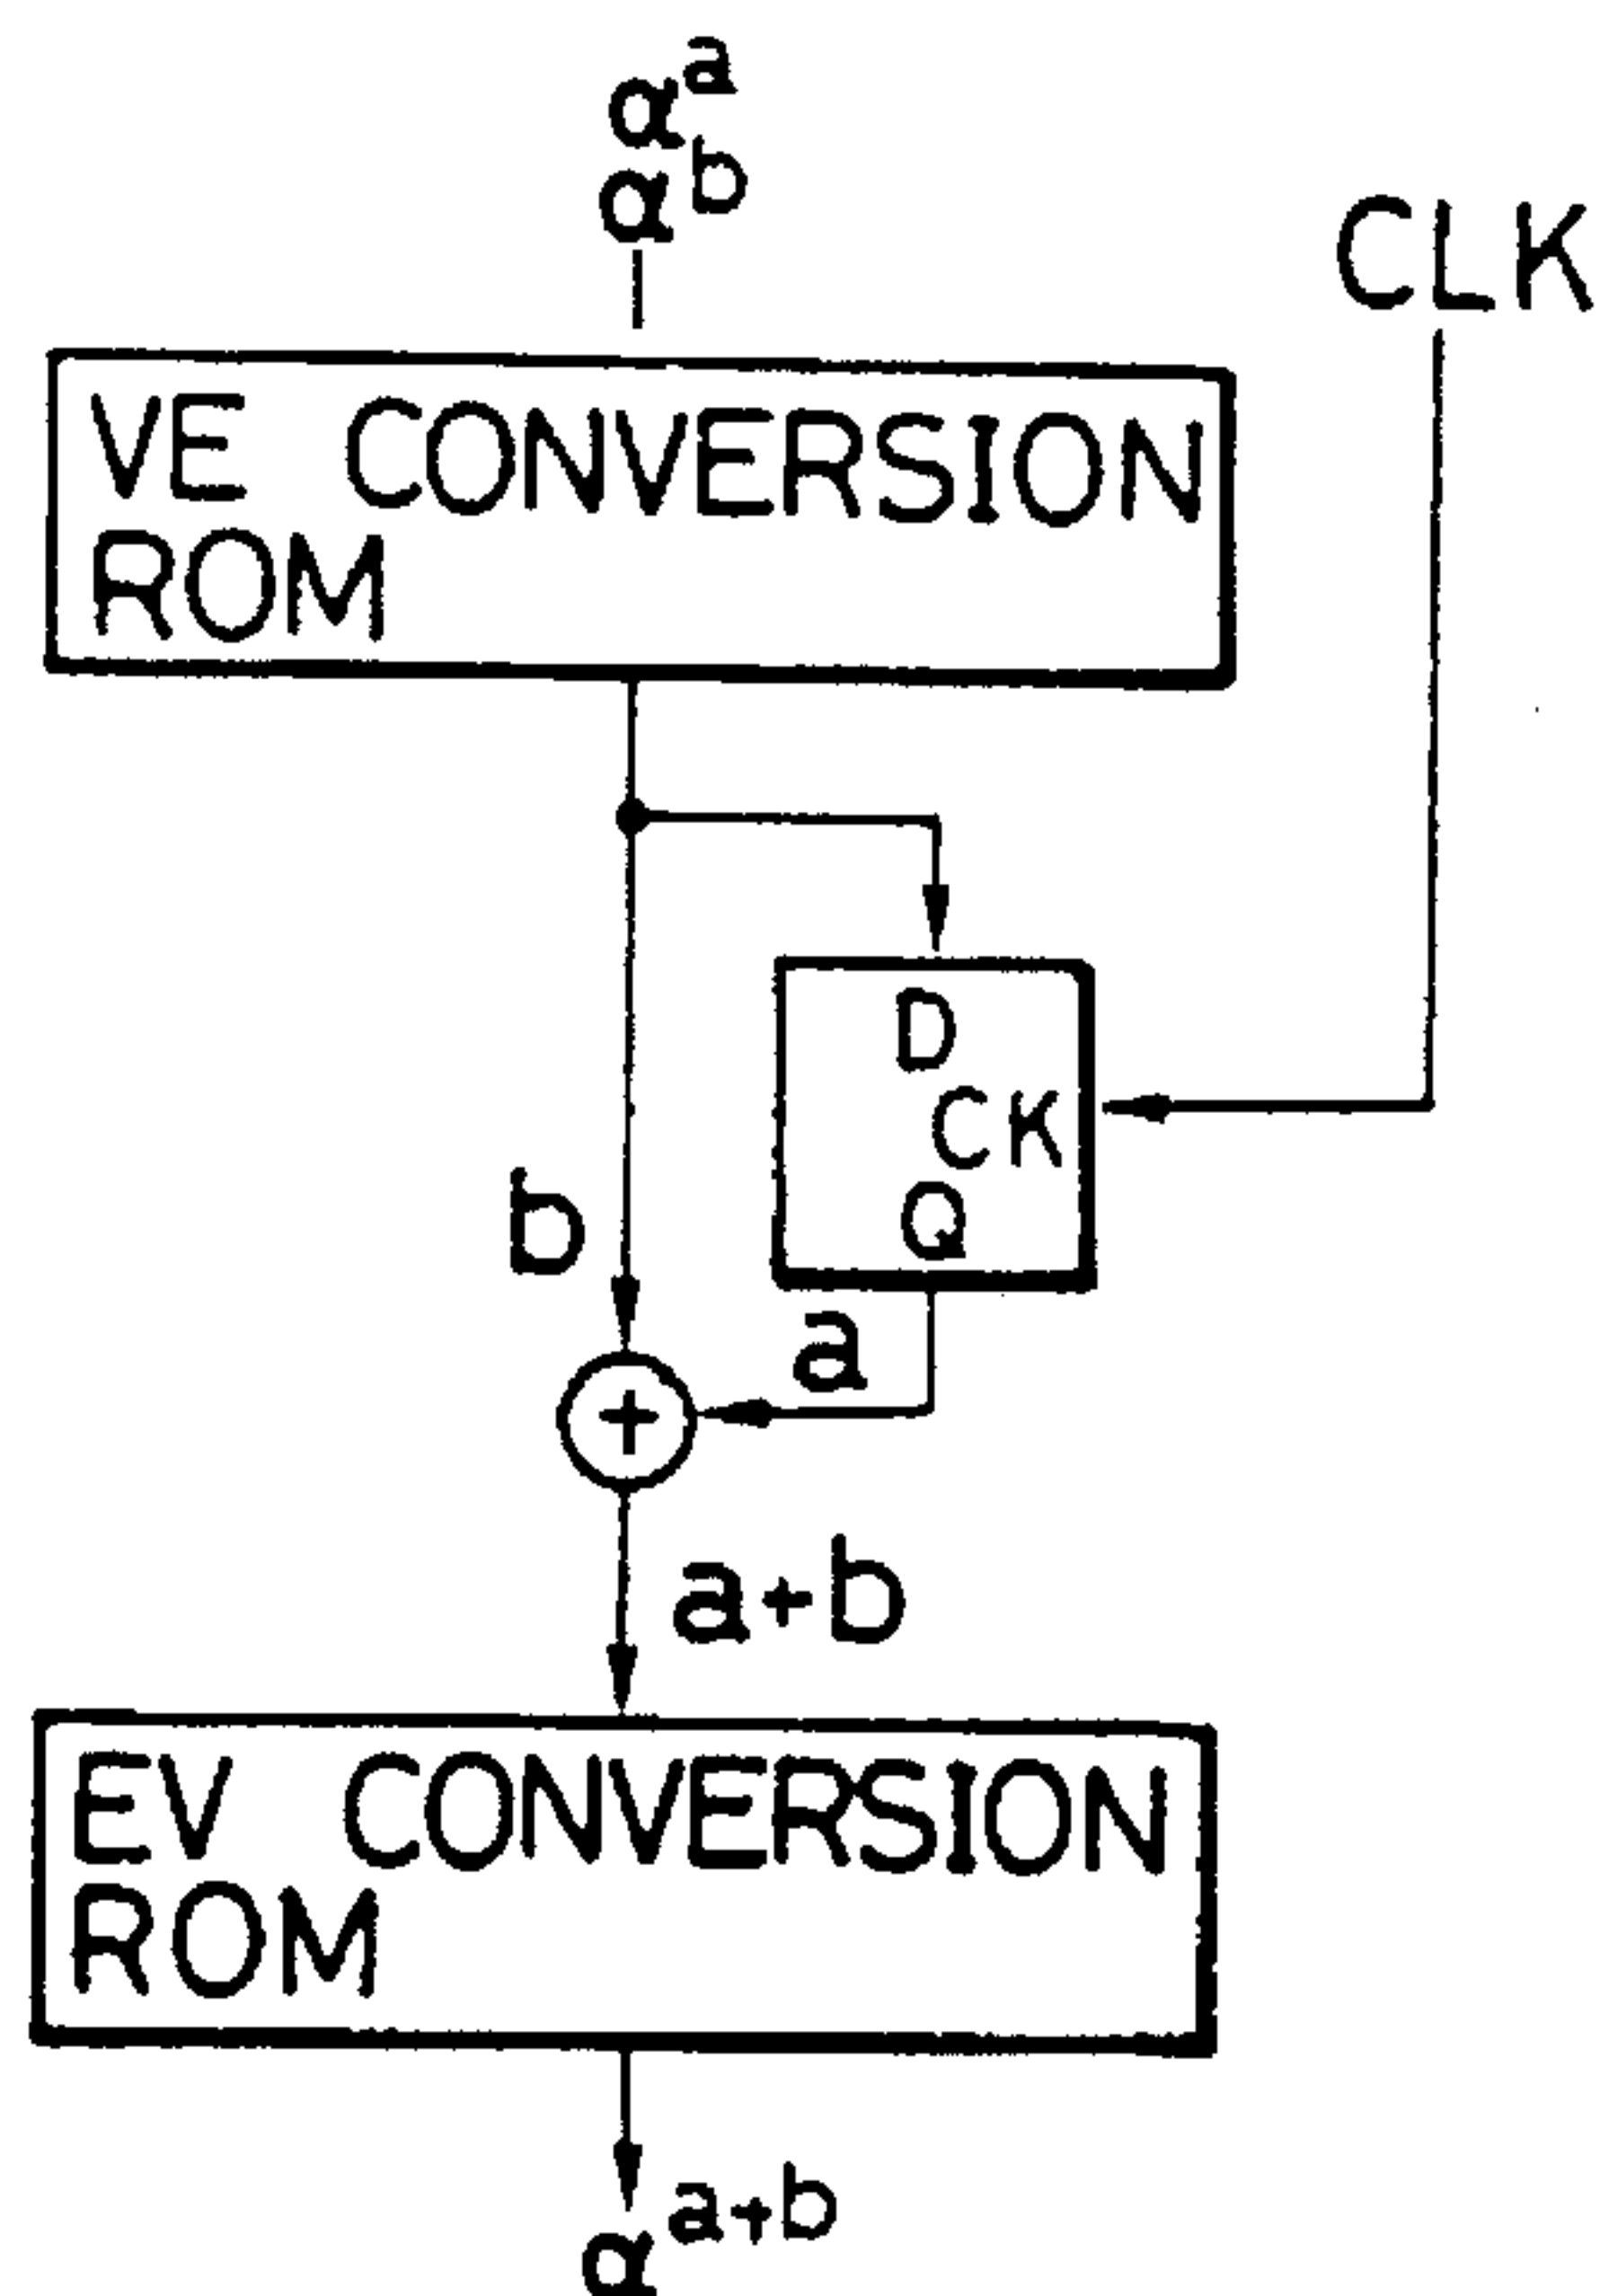 α^a
α^b
CLK
VE CONVERSION
ROM
D
CK
Q
b
a
+
a+b
EV CONVERSION
ROM
α^a+b